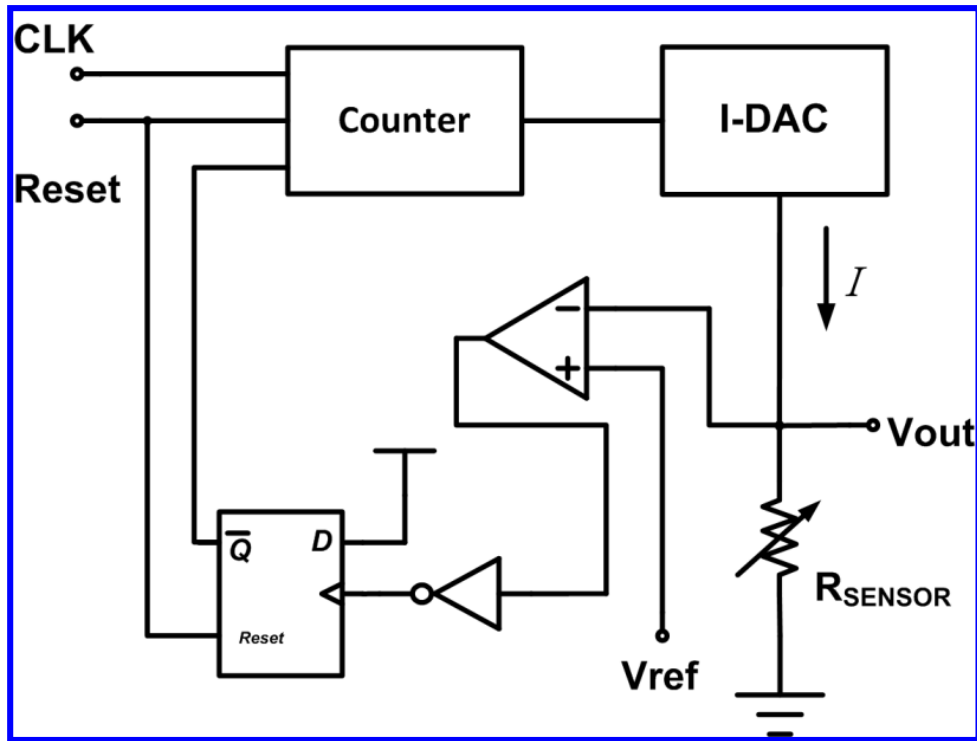 CLK
Counter
I-DAC
Reset
I
−
+
Vout
Q̅
D
Reset
RSENSOR
Vref